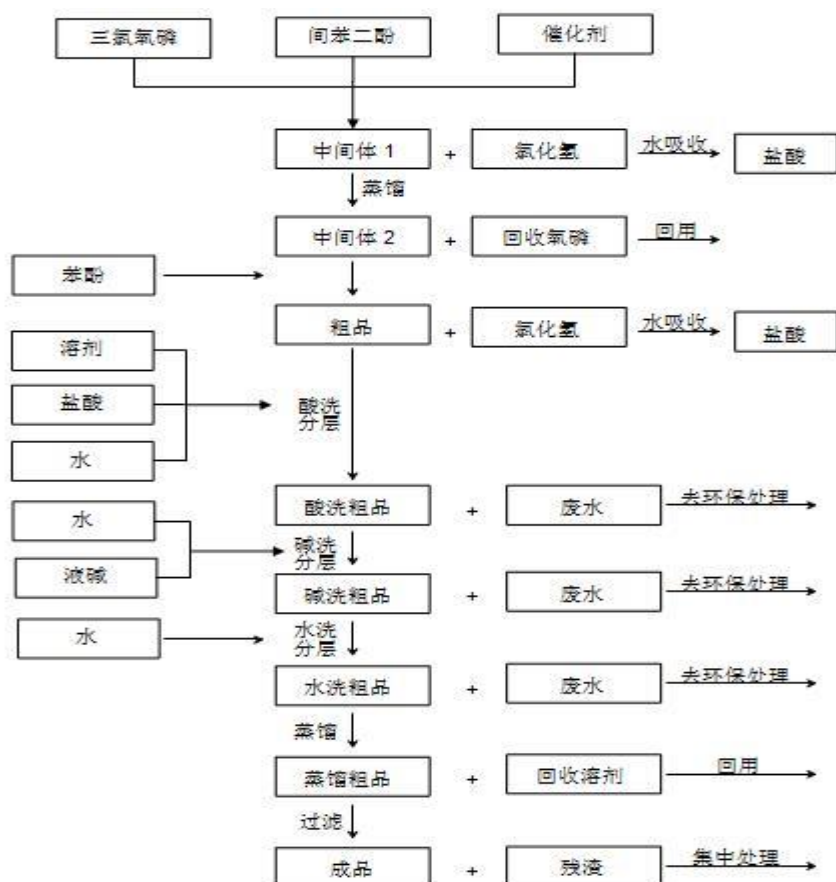 三氯氧磷
间苯二酚
催化剂
中间体 1
+
氯化氢
水吸收
盐酸
蒸馏
中间体 2
+
回收氧磷
回用
苯酚
粗品
+
氯化氢
水吸收
盐酸
溶剂
盐酸
水
酸洗
分层
酸洗粗品
+
废水
去环保处理
水
液碱
碱洗
分层
碱洗粗品
+
废水
去环保处理
水
水洗
分层
水洗粗品
+
废水
去环保处理
蒸馏
蒸馏粗品
+
回收溶剂
回用
过滤
成品
+
残渣
集中处理